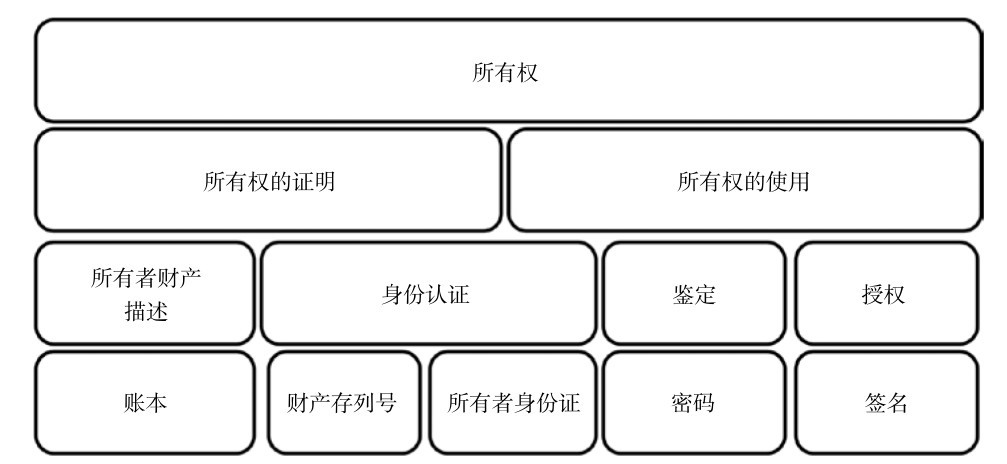 所有权
所有权的证明
所有权的使用
所有者财产
描述
身份认证
鉴定
授权
账本
财产存列号
所有者身份证
密码
签名